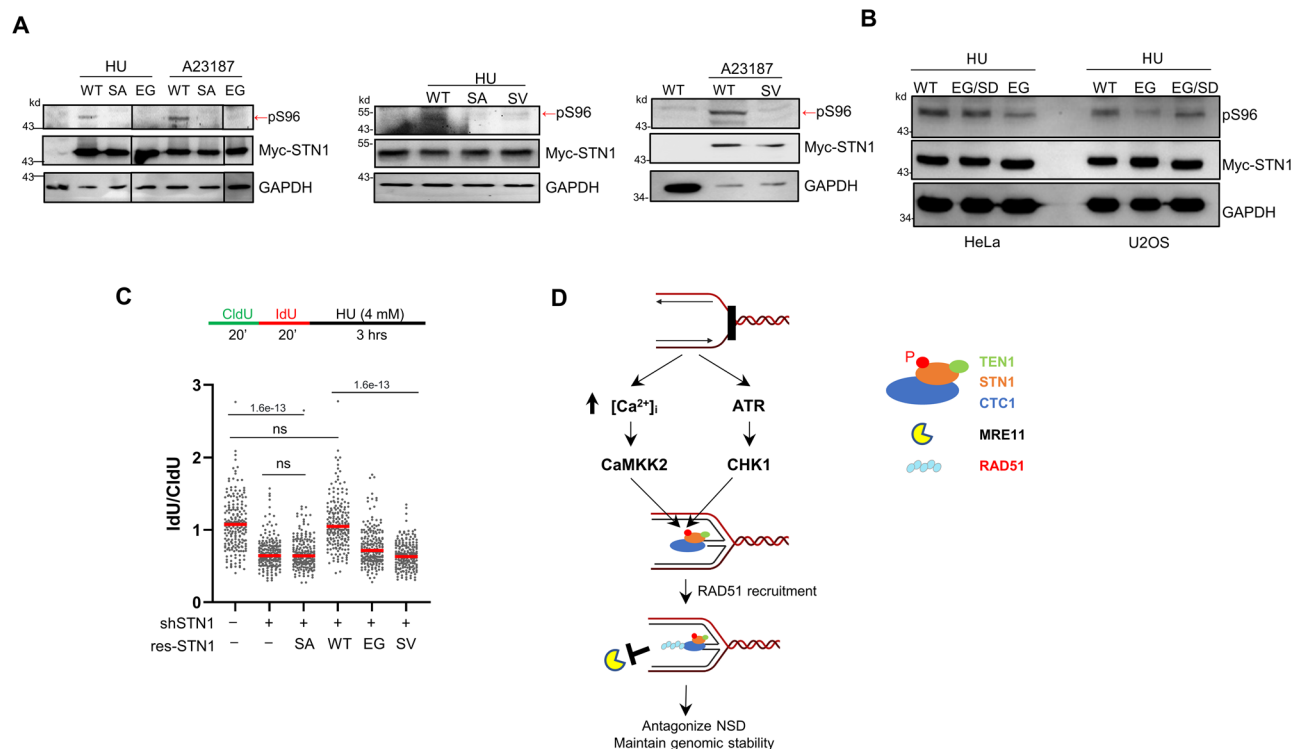 A
HU A23187
kd WT SA EG WT SA EG
←pS96
43-
Myc-STN1
43
GAPDH
HU
kd WT SA SV
55- ←pS96
43-
55-
Myc-STN1
43-
GAPDH
A23187
WT WT SV
kd
55-
←pS96
43-
Myc-STN1
43-
GAPDH
34-
B
HU HU
WT EG/SD EG WT EG EG/SD
kd
pS96
43
Myc-STN1
43
GAPDH
34-
HeLa U2OS
C
CldU IdU HU (4 mM)
20' 20' 3 hrs
IdU/CldU
3
2
1
0
1.6e-13
1.6e-13
ns
ns
shSTN1 – + + + + +
res-STN1 – – SA WT EG SV
D
[Ca²⁺]ᵢ ATR
CaMKK2 CHK1
RAD51 recruitment
Antagonize NSD
Maintain genomic stability
P
TEN1
STN1
CTC1
MRE11
RAD51